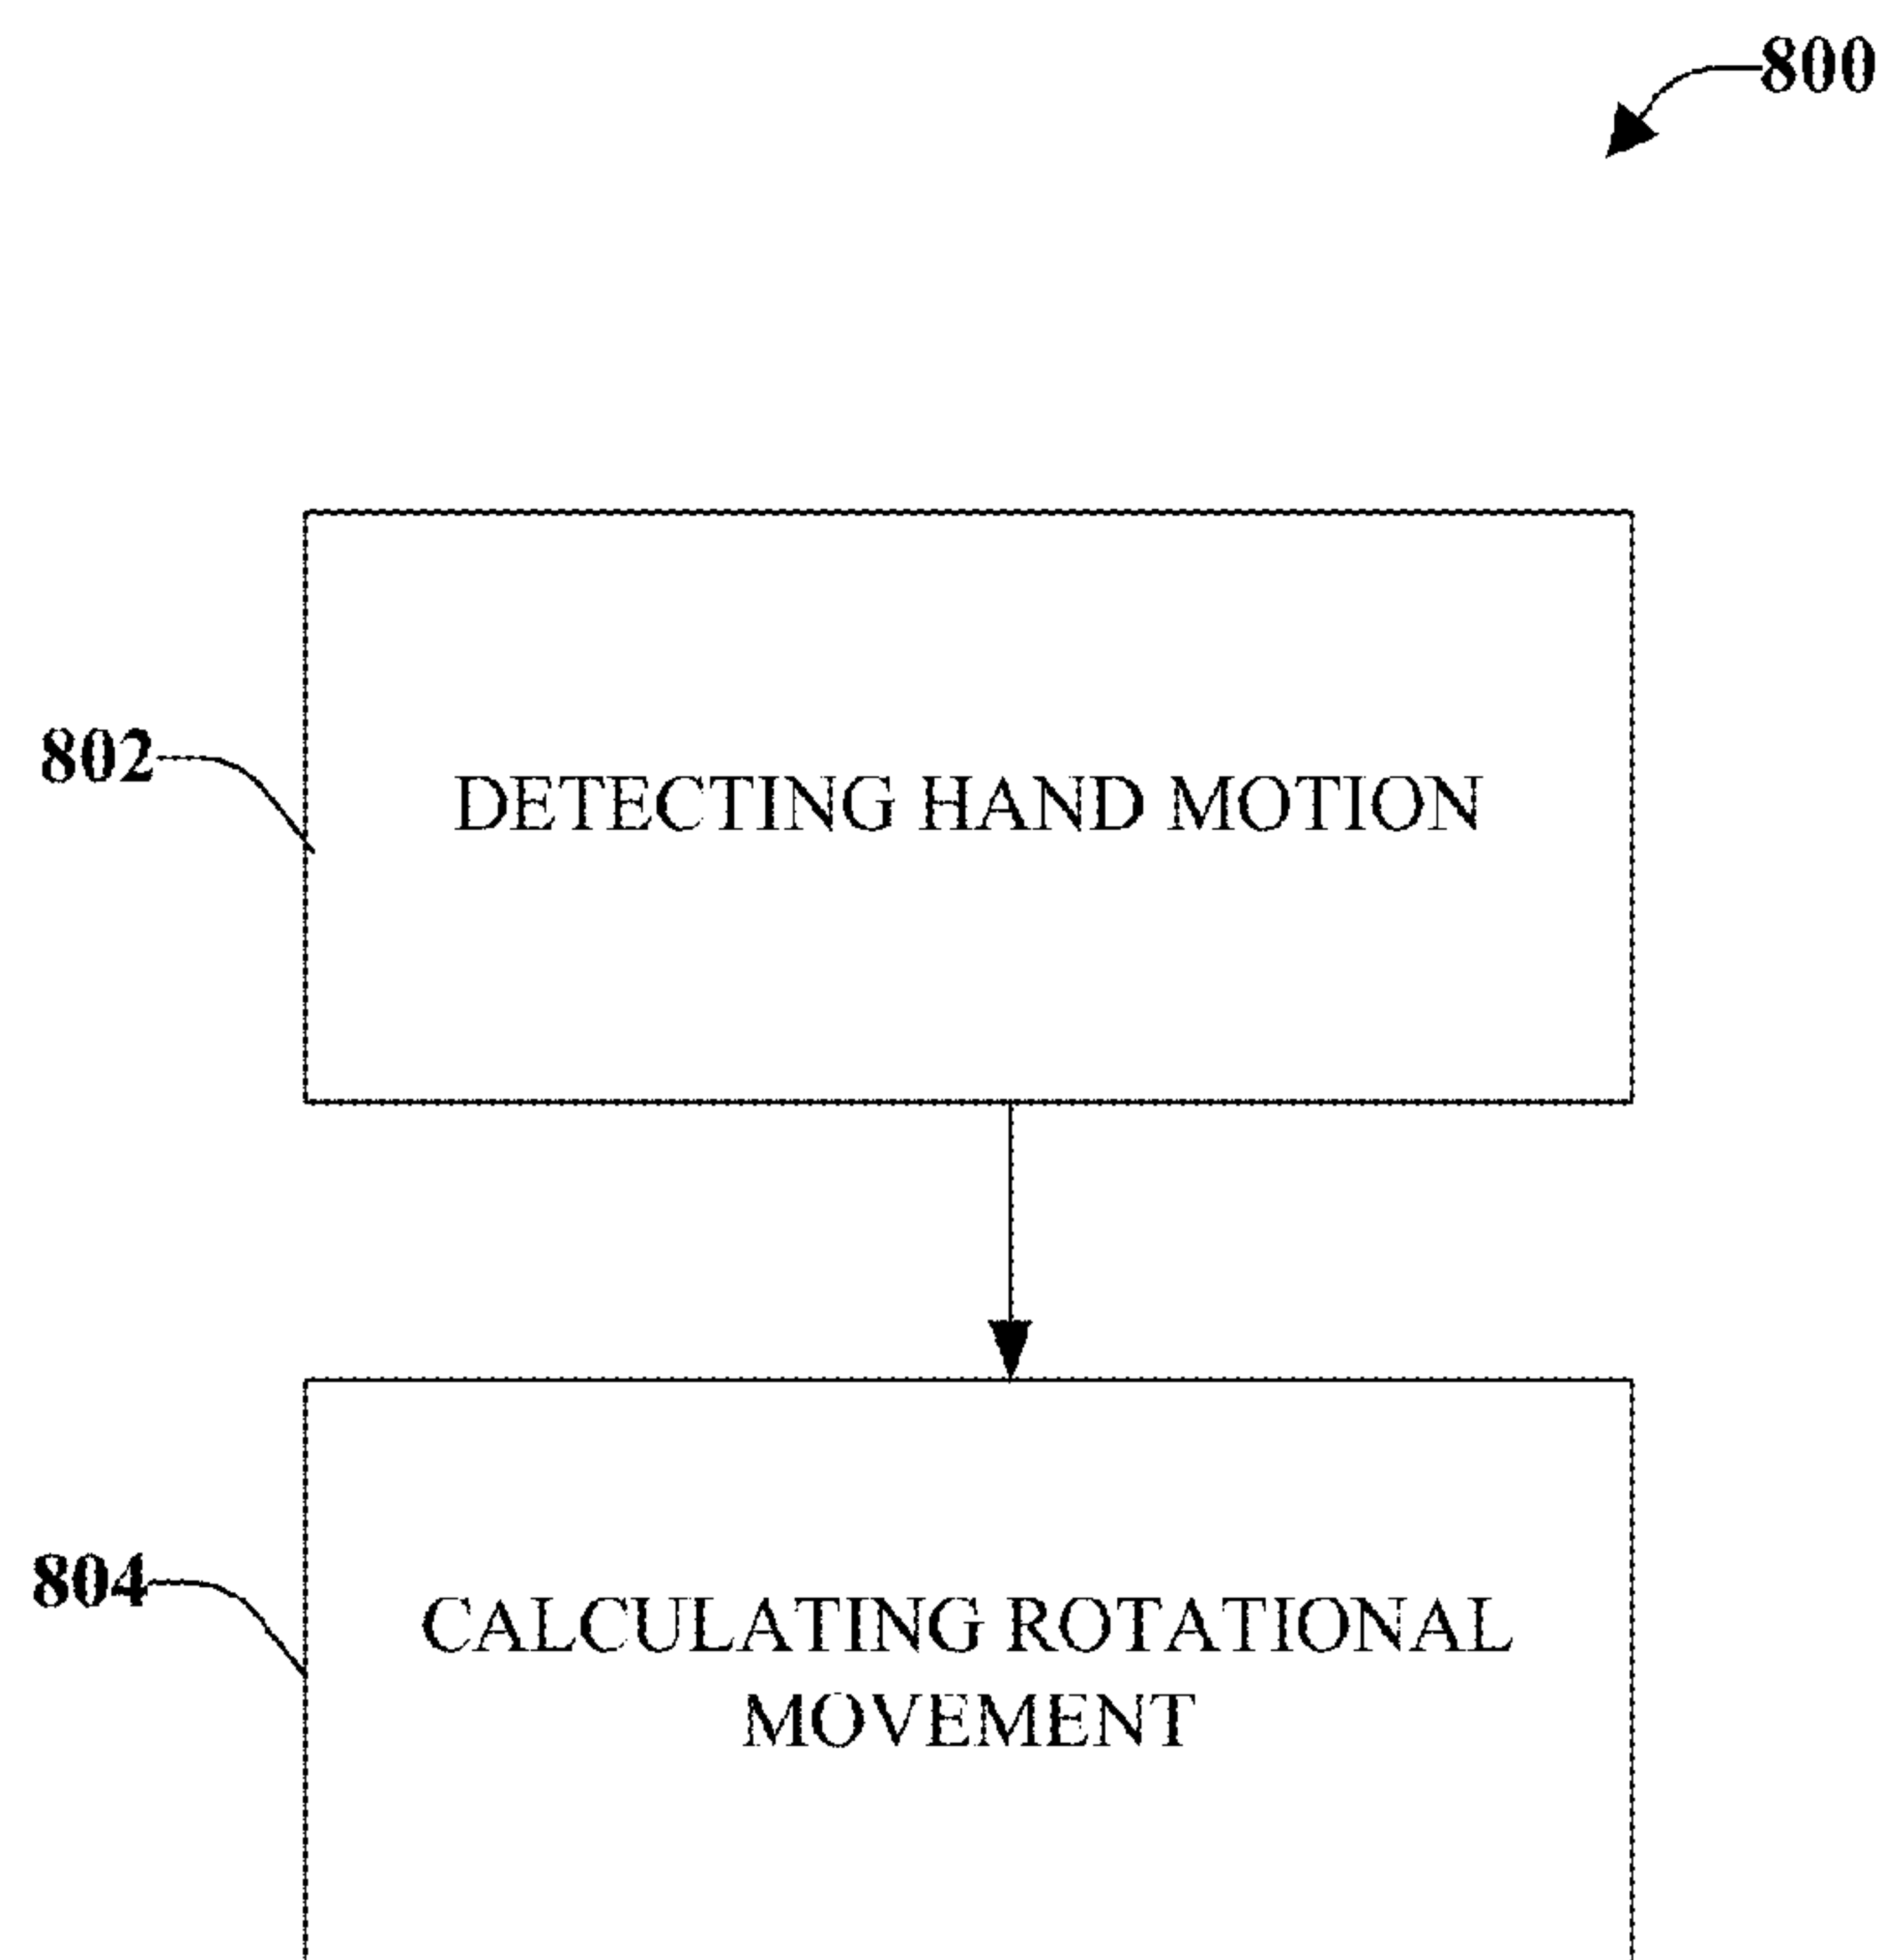 800
802
DETECTING HAND MOTION
804
CALCULATING ROTATIONAL
MOVEMENT